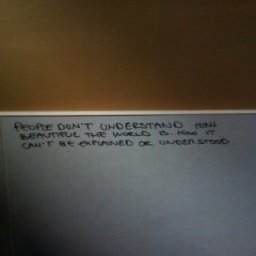 PEOPLE DON'T UNDERSTAND HOW
BEAUTIFUL THE WORLD IS. HOW IT
CAN'T BE EXPLAINED OR UNDERSTOOD.